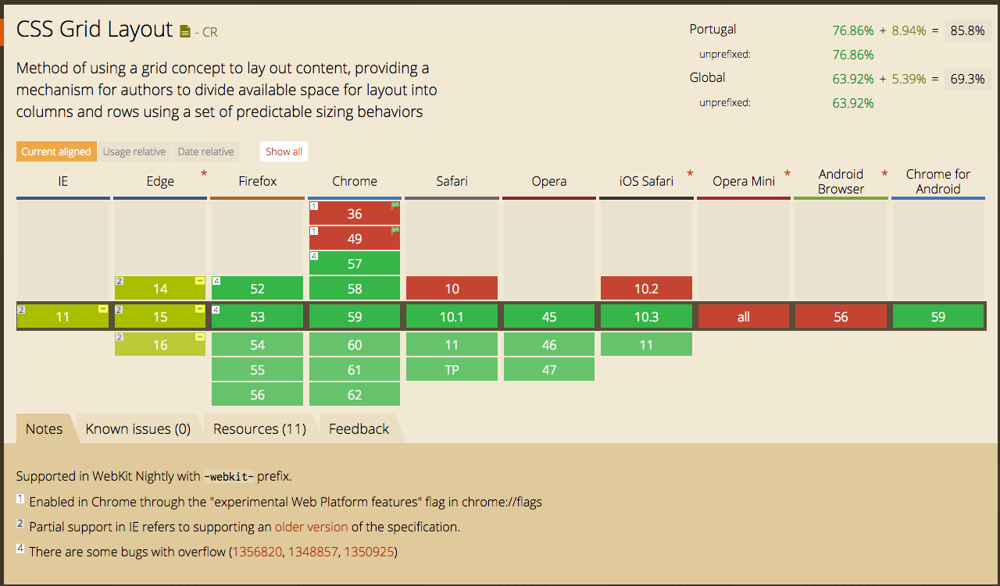 CSS Grid Layout - CR
Portugal 76.86% + 8.94% = 85.8%
unprefixed: 76.86%
Global 63.92% + 5.39% = 69.3%
unprefixed: 63.92%
Method of using a grid concept to lay out content, providing a
mechanism for authors to divide available space for layout into
columns and rows using a set of predictable sizing behaviors
Current aligned Usage relative Date relative Show all
IE Edge * Firefox Chrome Safari Opera iOS Safari * Opera Mini * Android Browser * Chrome for Android
1 36
1 49
4 57
2 14 - 4 52 58 10 10.2
2 11 - 2 15 - 4 53 59 10.1 45 10.3 all 56 59
2 16 - 54 60 11 46 11
55 61 TP 47
56 62
Notes Known issues (0) Resources (11) Feedback
Supported in WebKit Nightly with -webkit- prefix.
1 Enabled in Chrome through the "experimental Web Platform features" flag in chrome://flags
2 Partial support in IE refers to supporting an older version of the specification.
4 There are some bugs with overflow (1356820, 1348857, 1350925)